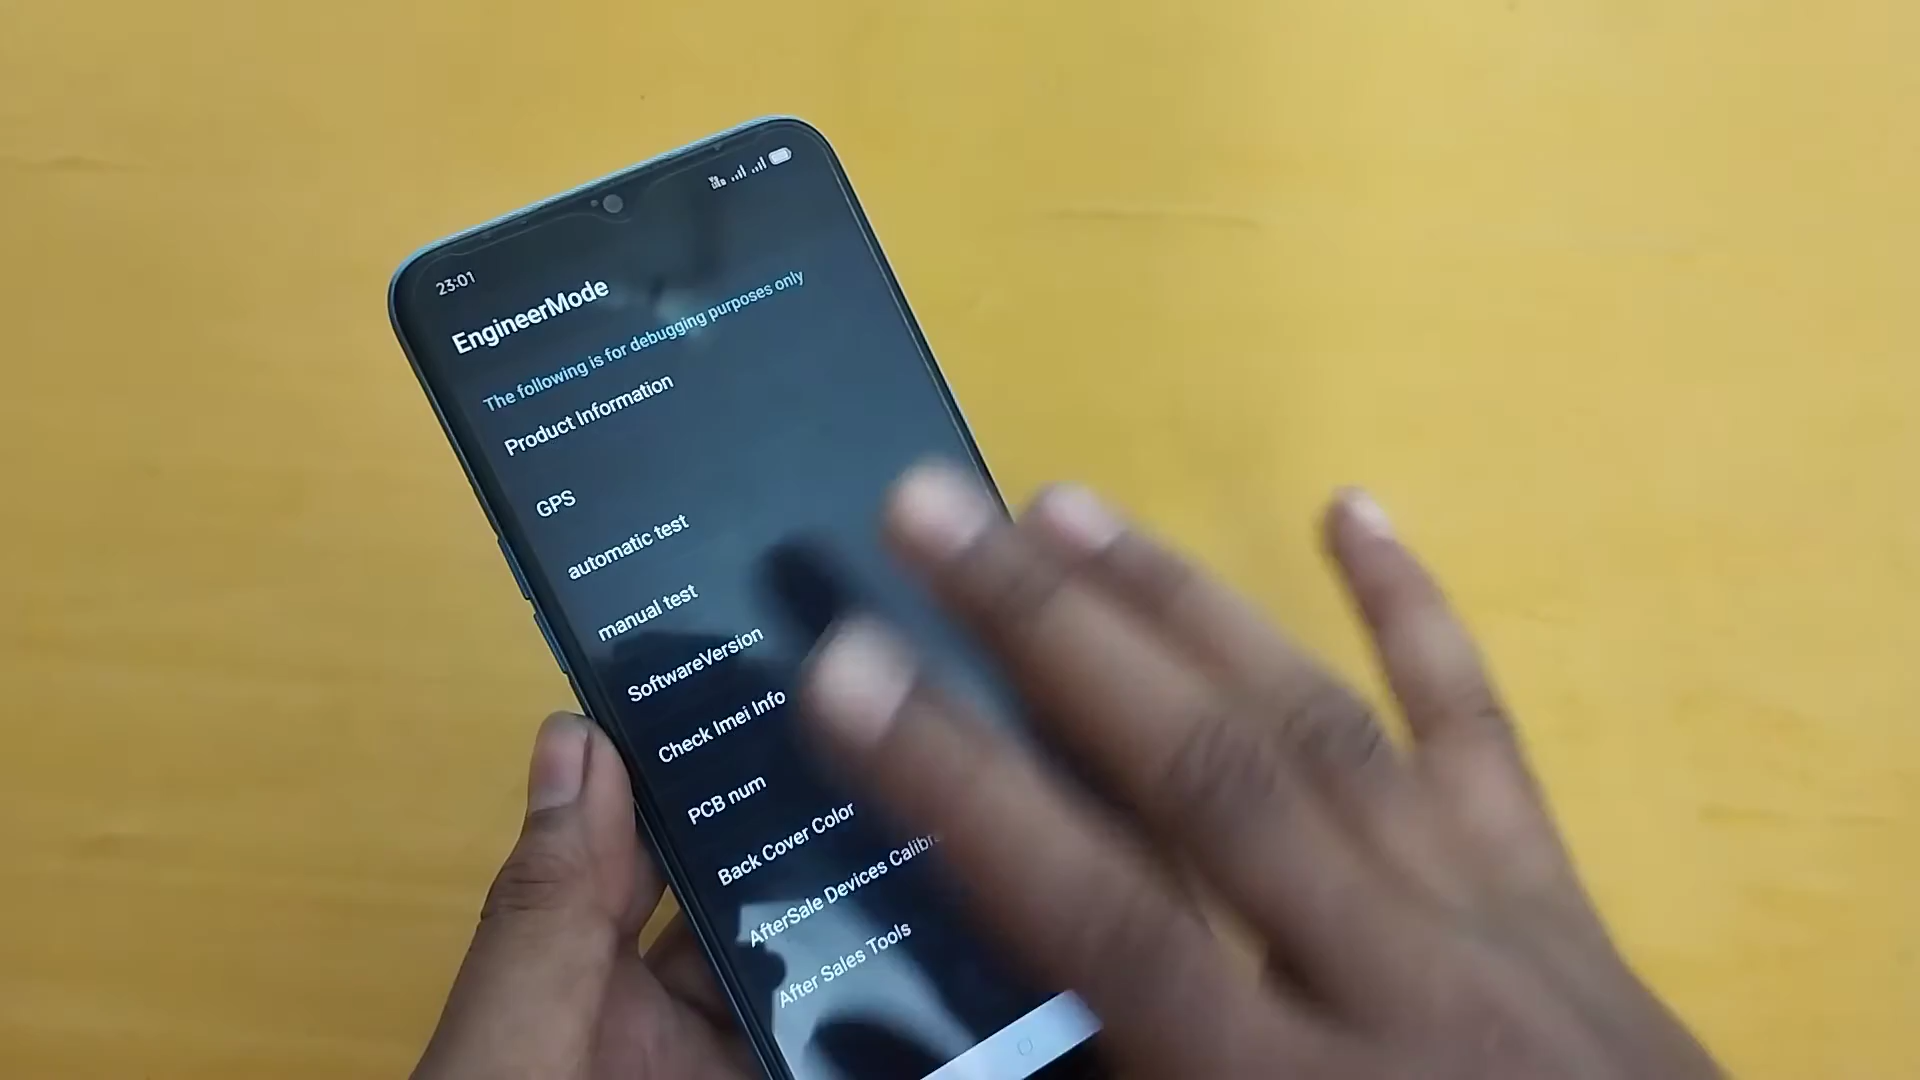 23:01
EngineerMode
The following is for debugging purposes only
Product Information
GPS
automatic test
manual test
SoftwareVersion
Check Imei Info
PCB num
Back Cover Color
AfterSale Devices
After Sales Tools